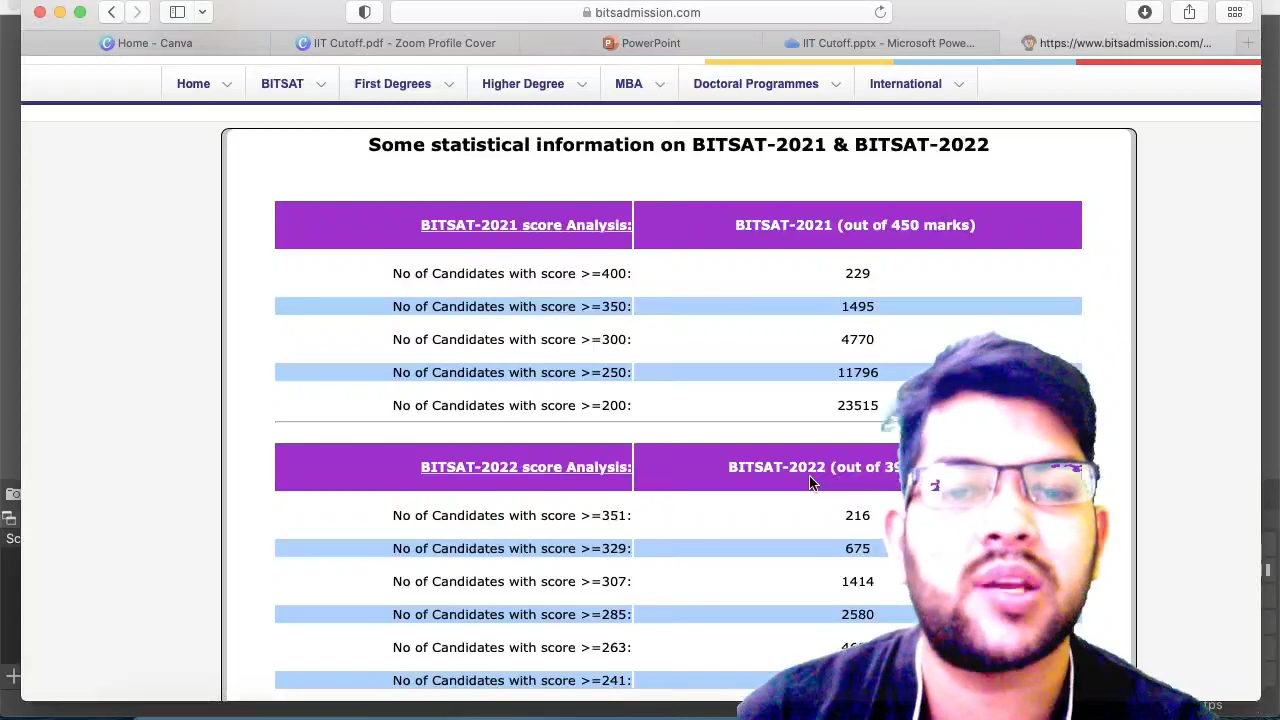 bitsadmission.com
Home - Canva
IIT Cutoff.pdf - Zoom Profile Cover
PowerPoint
IIT Cutoff.pptx - Microsoft Powe...
https://www.bitsadmission.com/...
Home
BITSAT
First Degrees
Higher Degree
MBA
Doctoral Programmes
International
Some statistical information on BITSAT-2021 & BITSAT-2022
BITSAT-2021 score Analysis: BITSAT-2021 (out of 450 marks)
No of Candidates with score >=400: 229
No of Candidates with score >=350: 1495
No of Candidates with score >=300: 4770
No of Candidates with score >=250: 11796
No of Candidates with score >=200: 23515
BITSAT-2022 score Analysis: BITSAT-2022 (out of
No of Candidates with score >=351: 216
No of Candidates with score >=329: 675
No of Candidates with score >=307: 1414
No of Candidates with score >=285: 2580
No of Candidates with score >=263:
No of Candidates with score >=241: